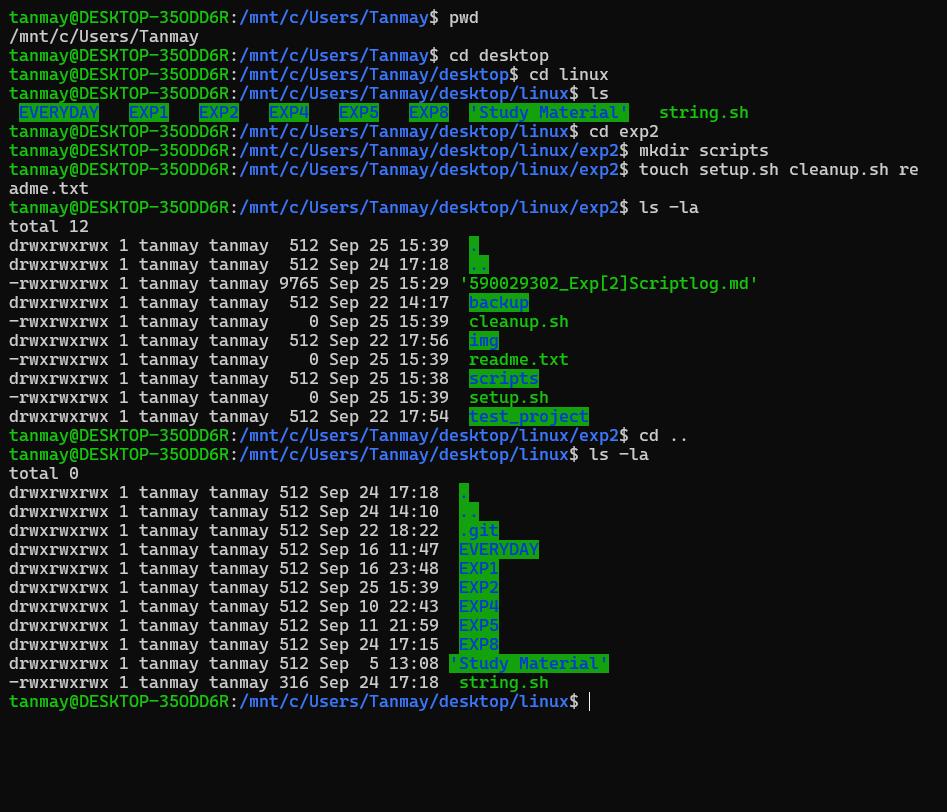 tanmay@DESKTOP-35ODD6R:/mnt/c/Users/Tanmay$ pwd
/mnt/c/Users/Tanmay
tanmay@DESKTOP-35ODD6R:/mnt/c/Users/Tanmay$ cd desktop
tanmay@DESKTOP-35ODD6R:/mnt/c/Users/Tanmay/desktop$ cd linux
tanmay@DESKTOP-35ODD6R:/mnt/c/Users/Tanmay/desktop/linux$ ls
 EVERYDAY   EXP1   EXP2   EXP4   EXP5   EXP8  'Study Material'   string.sh
tanmay@DESKTOP-35ODD6R:/mnt/c/Users/Tanmay/desktop/linux$ cd exp2
tanmay@DESKTOP-35ODD6R:/mnt/c/Users/Tanmay/desktop/linux/exp2$ mkdir scripts
tanmay@DESKTOP-35ODD6R:/mnt/c/Users/Tanmay/desktop/linux/exp2$ touch setup.sh cleanup.sh re
adme.txt
tanmay@DESKTOP-35ODD6R:/mnt/c/Users/Tanmay/desktop/linux/exp2$ ls -la
total 12
drwxrwxrwx 1 tanmay tanmay  512 Sep 25 15:39  .
drwxrwxrwx 1 tanmay tanmay  512 Sep 24 17:18  ..
-rwxrwxrwx 1 tanmay tanmay 9765 Sep 25 15:29 '590029302_Exp[2]Scriptlog.md'
drwxrwxrwx 1 tanmay tanmay  512 Sep 22 14:17  backup
-rwxrwxrwx 1 tanmay tanmay    0 Sep 25 15:39  cleanup.sh
drwxrwxrwx 1 tanmay tanmay  512 Sep 22 17:56  img
-rwxrwxrwx 1 tanmay tanmay    0 Sep 25 15:39  readme.txt
drwxrwxrwx 1 tanmay tanmay  512 Sep 25 15:38  scripts
-rwxrwxrwx 1 tanmay tanmay    0 Sep 25 15:39  setup.sh
drwxrwxrwx 1 tanmay tanmay  512 Sep 22 17:54  test_project
tanmay@DESKTOP-35ODD6R:/mnt/c/Users/Tanmay/desktop/linux/exp2$ cd ..
tanmay@DESKTOP-35ODD6R:/mnt/c/Users/Tanmay/desktop/linux$ ls -la
total 0
drwxrwxrwx 1 tanmay tanmay 512 Sep 24 17:18  .
drwxrwxrwx 1 tanmay tanmay 512 Sep 24 14:10  ..
drwxrwxrwx 1 tanmay tanmay 512 Sep 22 18:22  .git
drwxrwxrwx 1 tanmay tanmay 512 Sep 16 11:47  EVERYDAY
drwxrwxrwx 1 tanmay tanmay 512 Sep 16 23:48  EXP1
drwxrwxrwx 1 tanmay tanmay 512 Sep 25 15:39  EXP2
drwxrwxrwx 1 tanmay tanmay 512 Sep 10 22:43  EXP4
drwxrwxrwx 1 tanmay tanmay 512 Sep 11 21:59  EXP5
drwxrwxrwx 1 tanmay tanmay 512 Sep 24 17:15  EXP8
drwxrwxrwx 1 tanmay tanmay 512 Sep  5 13:08 'Study Material'
-rwxrwxrwx 1 tanmay tanmay 316 Sep 24 17:18  string.sh
tanmay@DESKTOP-35ODD6R:/mnt/c/Users/Tanmay/desktop/linux$